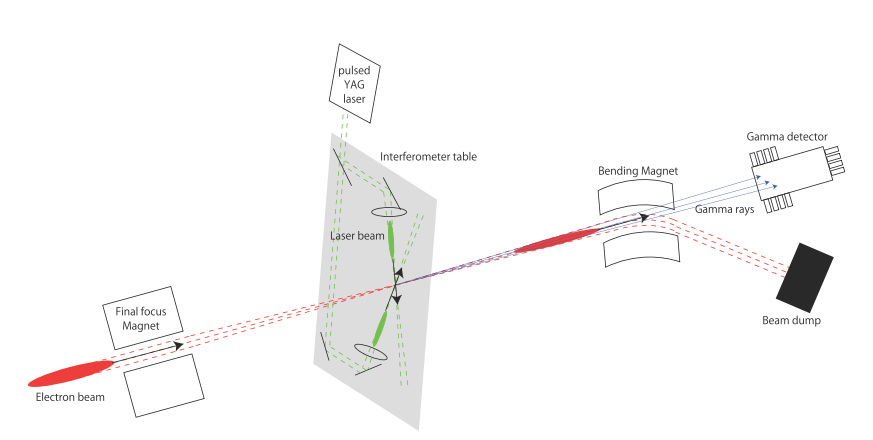 pulsed
YAG
laser
Interferometer table
Gamma detector
Bending Magnet
Gamma rays
Laser beam
Final focus
Magnet
Beam dump
Electron beam